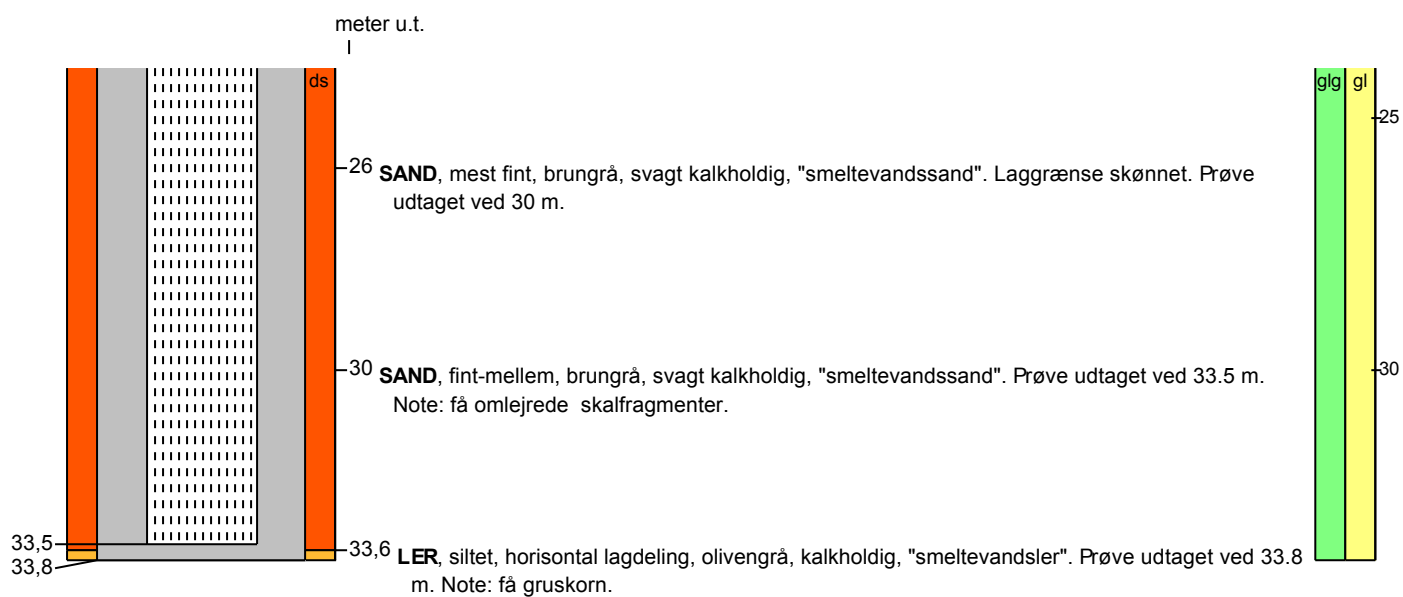 meter u.t.
ds
glg gl
25
26 SAND, mest fint, brungrå, svagt kalkholdig, "smeltevandssand". Laggrænse skønnet. Prøve
udtaget ved 30 m.
30 SAND, fint-mellem, brungrå, svagt kalkholdig, "smeltevandssand". Prøve udtaget ved 33.5 m.
30
Note: få omlejrede skalfragmenter.
33,5
33,6 LER, siltet, horisontal lagdeling, olivengrå, kalkholdig, "smeltevandsler". Prøve udtaget ved 33.8
33,8
m. Note: få gruskorn.